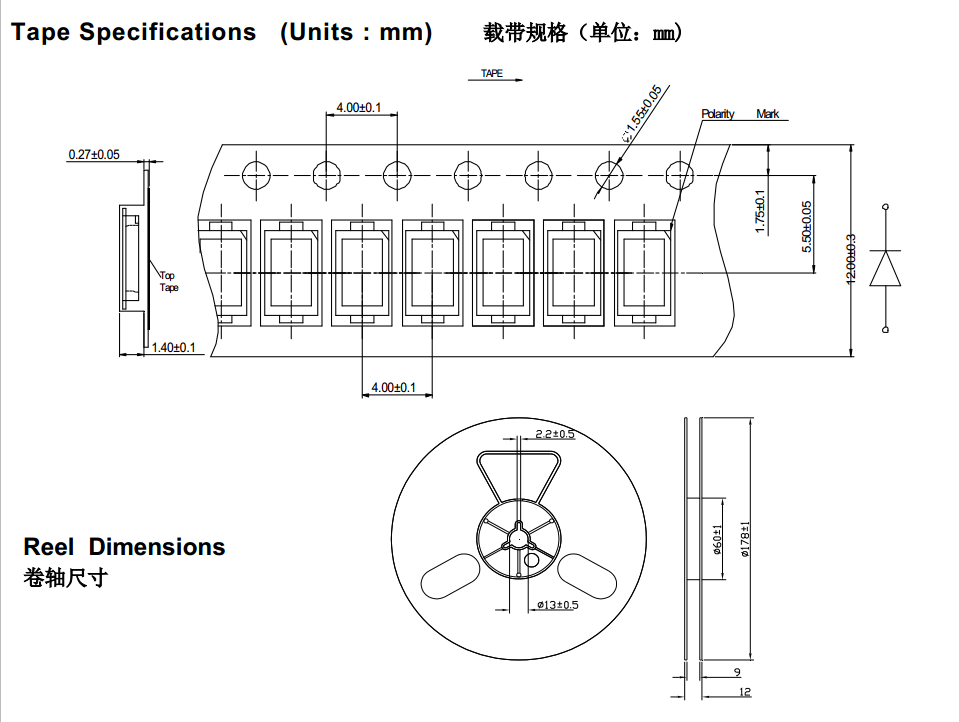 Tape Specifications (Units : mm) 载带规格（单位：mm)
TAPE
4.00±0.1
1.55±0.05
Polarity Mark
0.27±0.05
1.75±0.1
5.50±0.05
12.00±0.3
Top
Tape
1.40±0.1
4.00±0.1
2.2±0.5
ø60±1
ø178±1
Reel Dimensions
卷轴尺寸
ø13±0.5
9
12